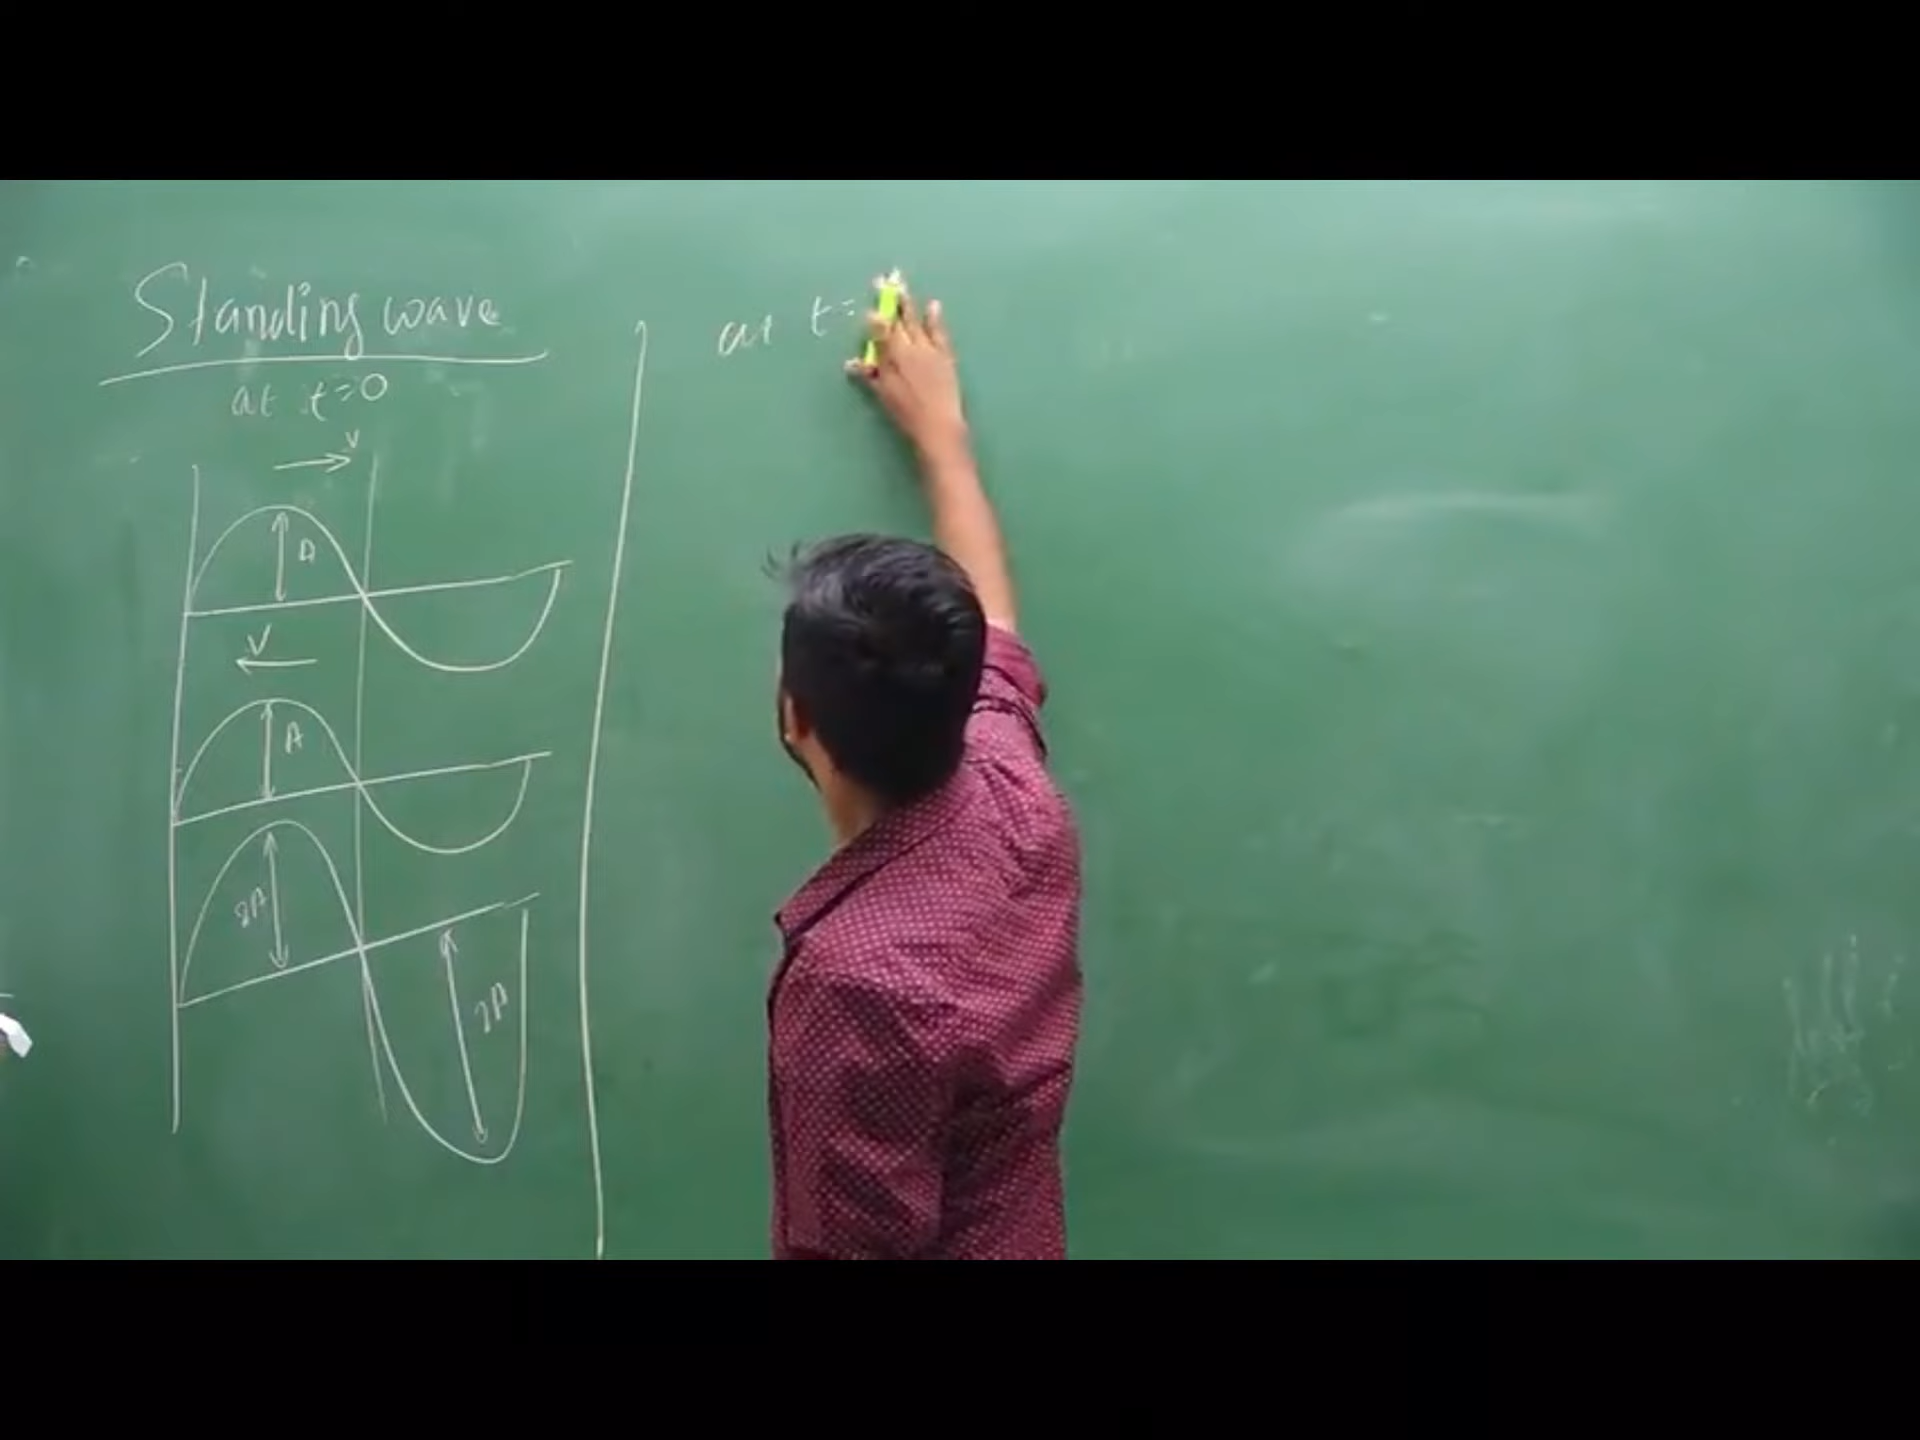 Standing wave
at t=0
v
A
V
A
2A
2A
at t=